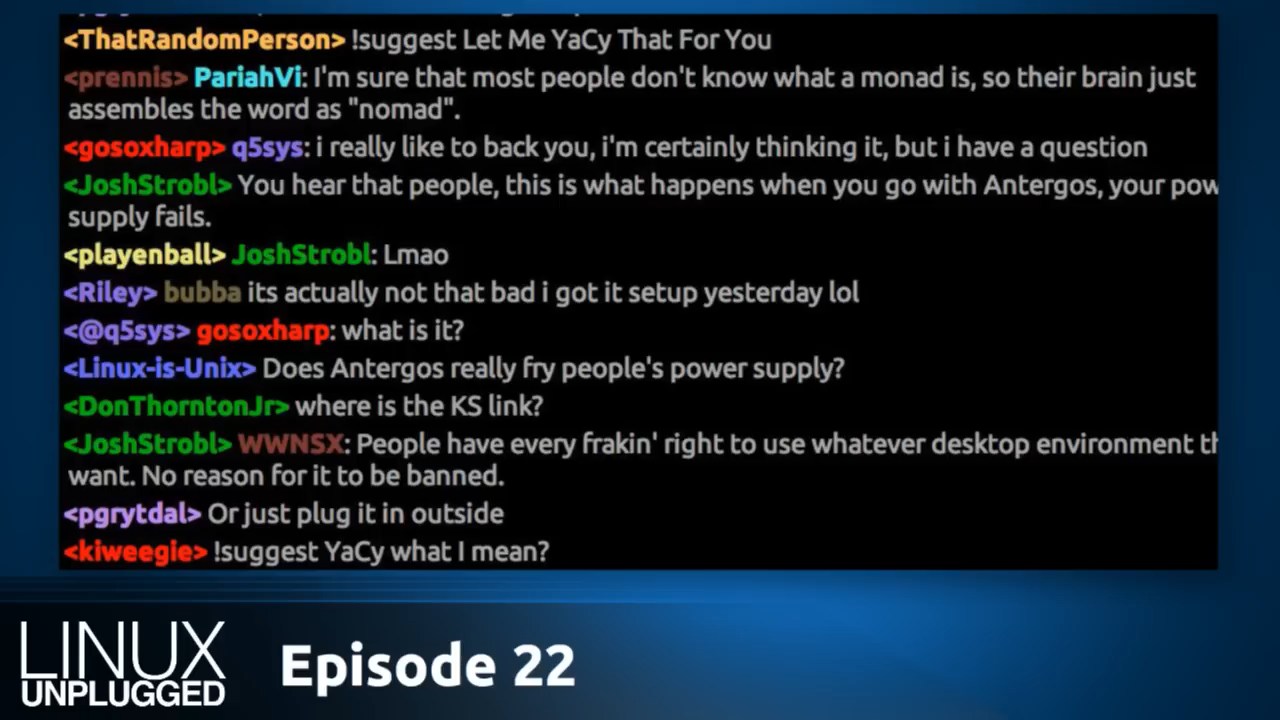 <ThatRandomPerson> !suggest Let Me YaCy That For You
<prennis> PariahVi: I'm sure that most people don't know what a monad is, so their brain just
assembles the word as "nomad".
<gosoxharp> q5sys: i really like to back you, i'm certainly thinking it, but i have a question
<JoshStrobl> You hear that people, this is what happens when you go with Antergos, your pow
supply fails.
<playenball> JoshStrobl: Lmao
<Riley> bubba its actually not that bad i got it setup yesterday lol
<@q5sys> gosoxharp: what is it?
<Linux-is-Unix> Does Antergos really fry people's power supply?
<DonThorntonJr> where is the KS link?
<JoshStrobl> WWNSX: People have every frakin' right to use whatever desktop environment th
want. No reason for it to be banned.
<pgrytdal> Or just plug it in outside
<kiweegie> !suggest YaCy what I mean?
LINUX
UNPLUGGED
Episode 22